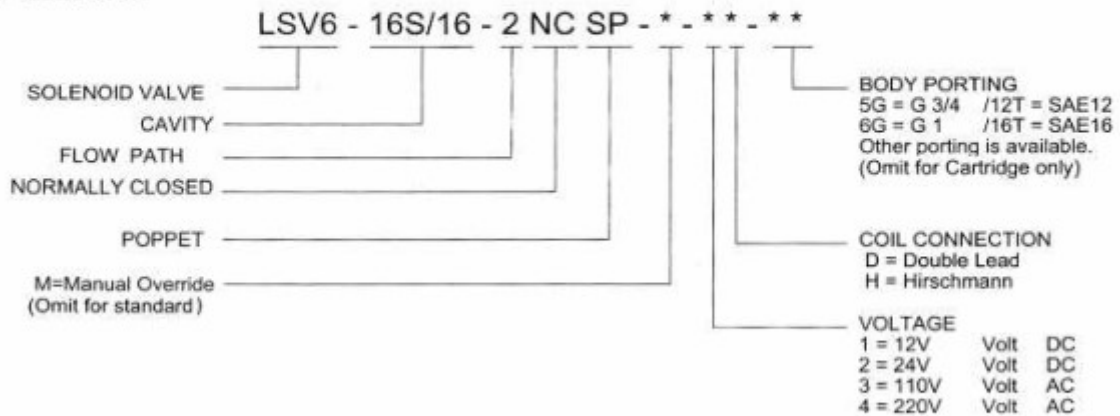 LSV6 - 16S/16 - 2 NC SP - * - * * - * *
SOLENOID VALVE
CAVITY
FLOW PATH
NORMALLY CLOSED
POPPET
M=Manual Override
(Omit for standard)
BODY PORTING
5G = G 3/4 /12T = SAE12
6G = G 1 /16T = SAE16
Other porting is available.
(Omit for Cartridge only)
COIL CONNECTION
D = Double Lead
H = Hirschmann
VOLTAGE
1 = 12V Volt DC
2 = 24V Volt DC
3 = 110V Volt AC
4 = 220V Volt AC